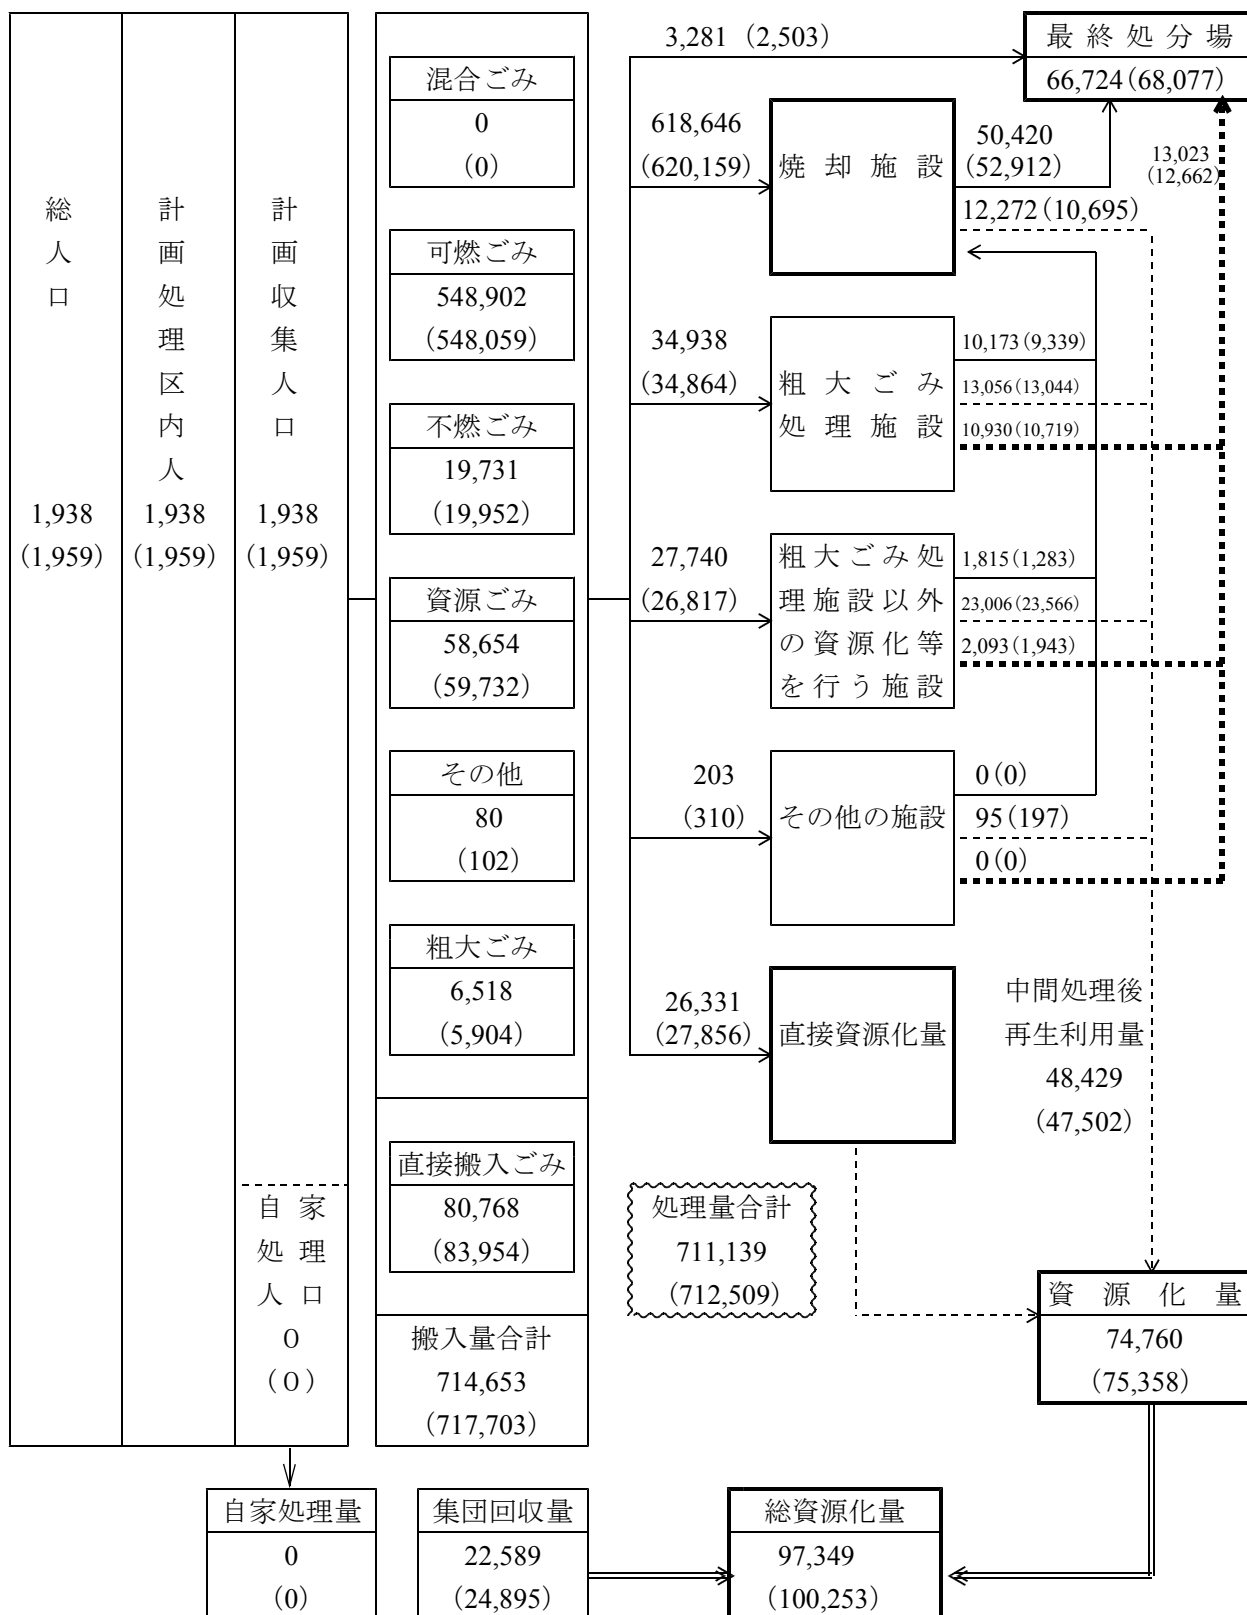 総人口
1,938
(1,959)
計画処理区内人
1,938
(1,959)
計画収集人口
1,938
(1,959)
自家
処理
人口
0
(0)
自家処理量
0
(0)
混合ごみ
0
(0)
可燃ごみ
548,902
(548,059)
不燃ごみ
19,731
(19,952)
資源ごみ
58,654
(59,732)
その他
80
(102)
粗大ごみ
6,518
(5,904)
直接搬入ごみ
80,768
(83,954)
搬入量合計
714,653
(717,703)
集団回収量
22,589
(24,895)
3,281 (2,503)
最終処分場
66,724(68,077)
618,646
(620,159)
焼却施設
50,420
(52,912)
12,272(10,695)
13,023
(12,662)
34,938
(34,864)
粗大ごみ
処理施設
10,173(9,339)
13,056(13,044)
10,930(10,719)
27,740
(26,817)
粗大ごみ処
理施設以外
の資源化等
を行う施設
1,815(1,283)
23,006(23,566)
2,093(1,943)
203
(310)
その他の施設
0(0)
95(197)
0(0)
26,331
(27,856)
直接資源化量
中間処理後
再生利用量
48,429
(47,502)
処理量合計
711,139
(712,509)
資源化量
74,760
(75,358)
総資源化量
97,349
(100,253)